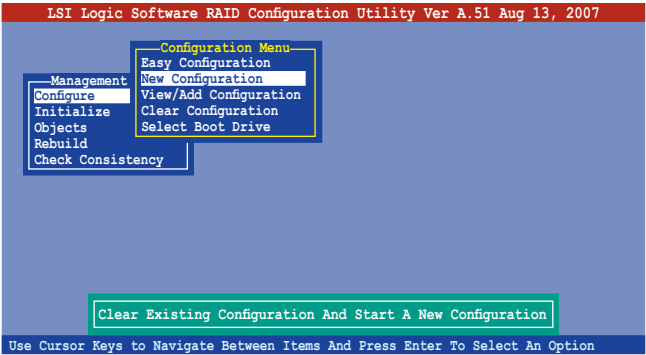 LSI Logic Software RAID Configuration Utility Ver A.51 Aug 13, 2007
Configuration Menu
Easy Configuration
New Configuration
View/Add Configuration
Clear Configuration
Select Boot Drive
Management
Configure
Initialize
Objects
Rebuild
Check Consistency
Clear Existing Configuration And Start A New Configuration
Use Cursor Keys to Navigate Between Items And Press Enter To Select An Option